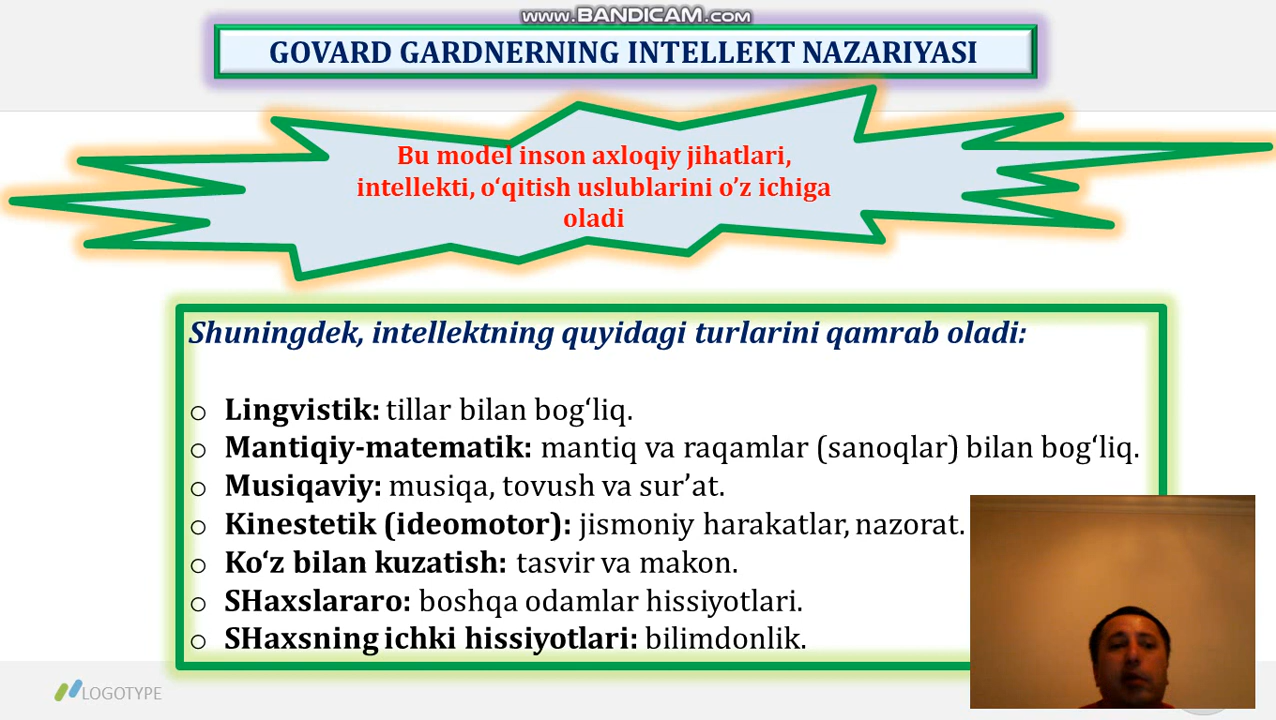 www.BANDICAM.com
GOVARD GARDNERNING INTELLEKT NAZARIYASI
Bu model inson axloqiy jihatlari,
intellekti, o‘qitish uslublarini o’z ichiga
oladi
Shuningdek, intellektning quyidagi turlarini qamrab oladi:
o Lingvistik: tillar bilan bog‘liq.
o Mantiqiy-matematik: mantiq va raqamlar (sanoqlar) bilan bog‘liq.
o Musiqaviy: musiqa, tovush va sur’at.
o Kinestetik (ideomotor): jismoniy harakatlar, nazorat.
o Ko‘z bilan kuzatish: tasvir va makon.
o SHaxslararo: boshqa odamlar hissiyotlari.
o SHaxsning ichki hissiyotlari: bilimdonlik.
LOGOTYPE